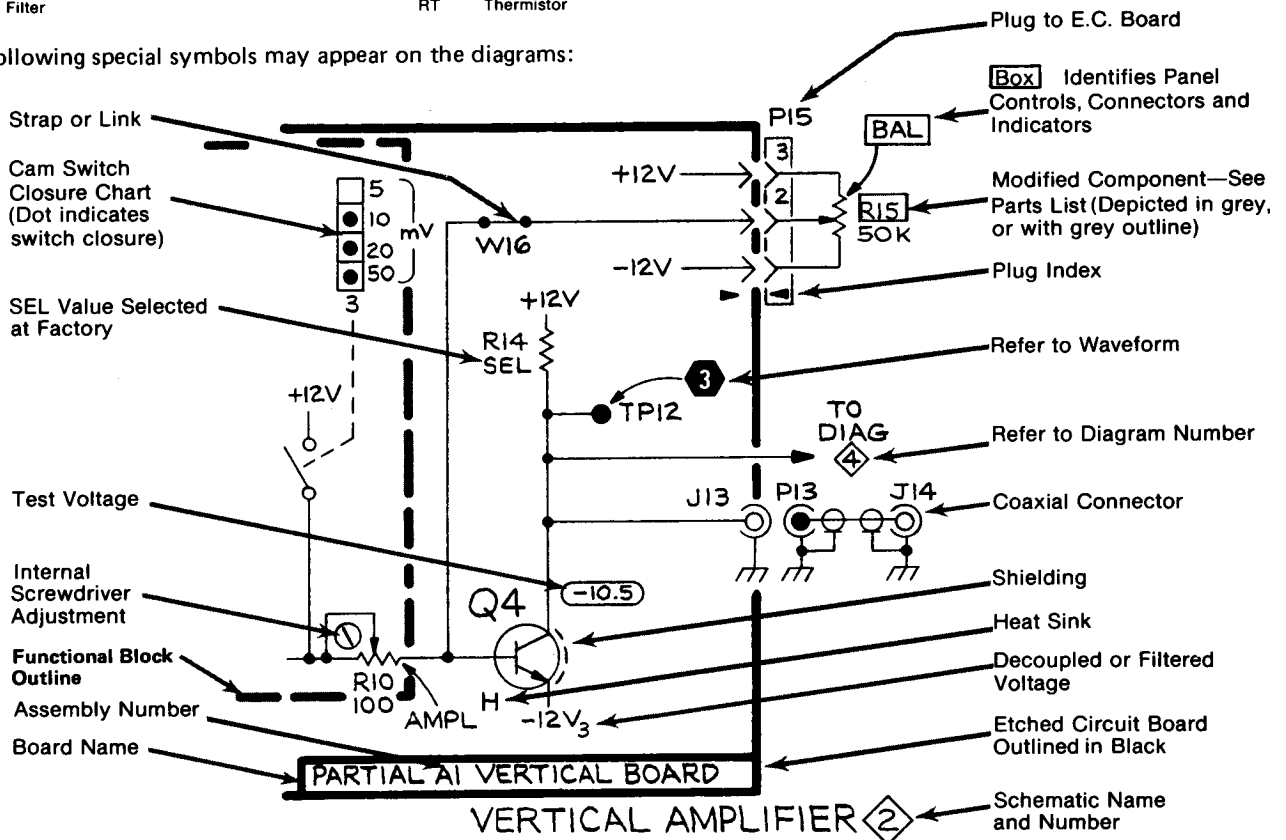 Filter
RT Thermistor
ollowing special symbols may appear on the diagrams:
Plug to E.C. Board
Box Identifies Panel
Controls, Connectors and
Indicators
Modified Component—See
Parts List (Depicted in grey,
or with grey outline)
Plug Index
Refer to Waveform
Refer to Diagram Number
Coaxial Connector
Shielding
Heat Sink
Decoupled or Filtered
Voltage
Etched Circuit Board
Outlined in Black
Schematic Name
and Number
Strap or Link
Cam Switch
Closure Chart
(Dot indicates
switch closure)
SEL Value Selected
at Factory
Test Voltage
Internal
Screwdriver
Adjustment
Functional Block
Outline
Assembly Number
Board Name
5
10
20
50
mV
3
+12V
W16
+12V
-12V
P15
3
2
BAL
R15
50K
+12V
R14
SEL
3
TP12
TO
DIAG
4
J13
P13
J14
-10.5
Q4
H
-12V3
R10
100
AMPL
PARTIAL A1 VERTICAL BOARD
VERTICAL AMPLIFIER 2